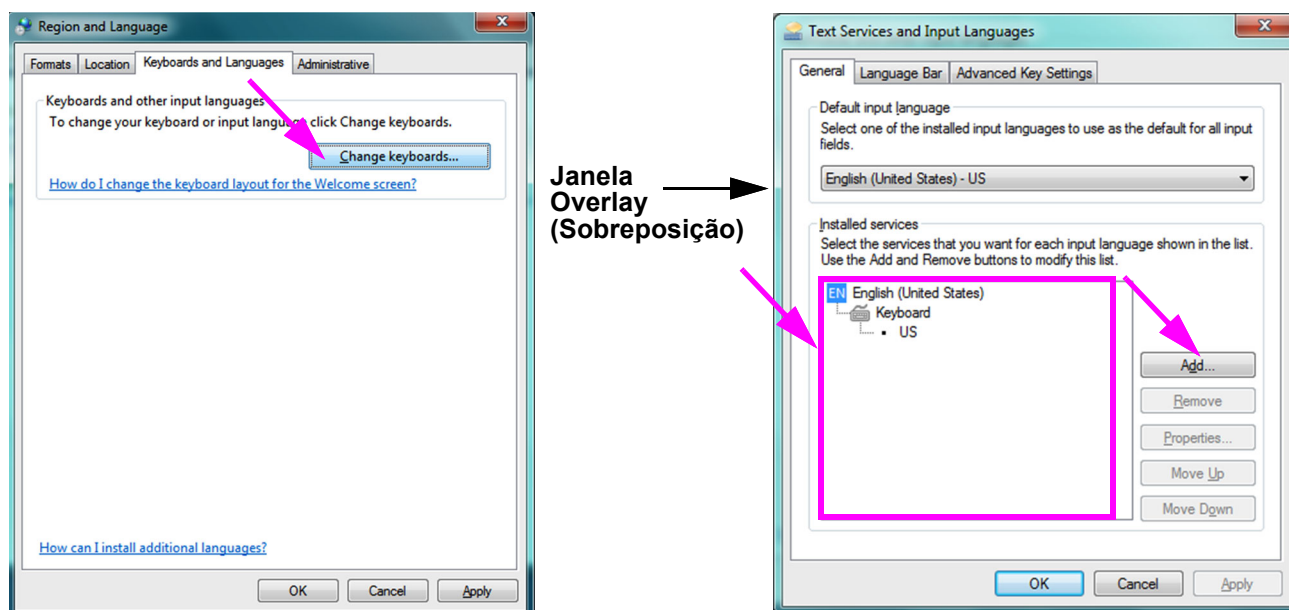 Region and Language
Formats Location Keyboards and Languages Administrative
Keyboards and other input languages
To change your keyboard or input language click Change keyboards.
Change keyboards...
How do I change the keyboard layout for the Welcome screen?
How can I install additional languages?
OK Cancel Apply
Janela
Overlay
(Sobreposição)
Text Services and Input Languages
General Language Bar Advanced Key Settings
Default input language
Select one of the installed input languages to use as the default for all input
fields.
English (United States) - US
Installed services
Select the services that you want for each input language shown in the list.
Use the Add and Remove buttons to modify this list.
EN English (United States)
Keyboard
• US
Add...
Remove
Properties...
Move Up
Move Down
OK Cancel Apply